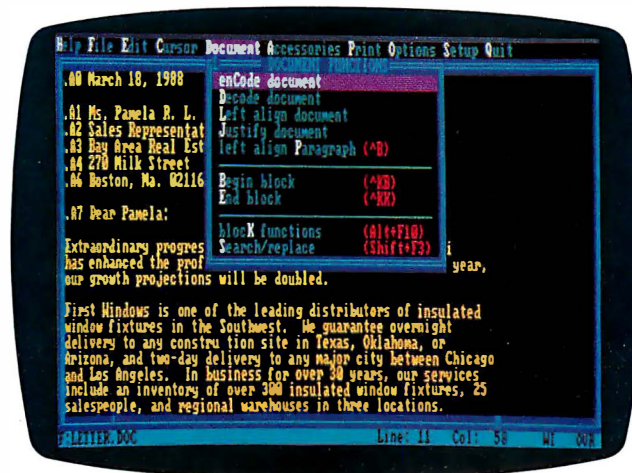 Help File Edit Cursor Document Accessories Print Options Setup Quit
DOCUMENT FUNCTIONS
.A0 March 18, 1988
enCode document
Decode document
.A1 Ms. Pamela R. L.
Left align document
.A2 Sales Representat
Justify document
.A3 Bay Area Real Est
left align Paragraph (^B)
.A4 270 Milk Street
.A6 Boston, Ma. 02116
Begin block (^KB)
End block (^KK)
.A7 Dear Pamela:
blocK functions (Alt+F10)
Extraordinary progres
Search/replace (Shift+F3)
i
has enhanced the prof
year,
our growth projections will be doubled.
First Windows is one of the leading distributors of insulated
window fixtures in the Southwest. We guarantee overnight
delivery to any constru tion site in Texas, Oklahoma, or
Arizona, and two-day delivery to any major city between Chicago
and Los Angeles. In business for over 30 years, our services
include an inventory of over 300 insulated window fixtures, 25
salespeople, and regional warehouses in three locations.
LETTER.DOC Line: 11 Col: 58 WI OVR